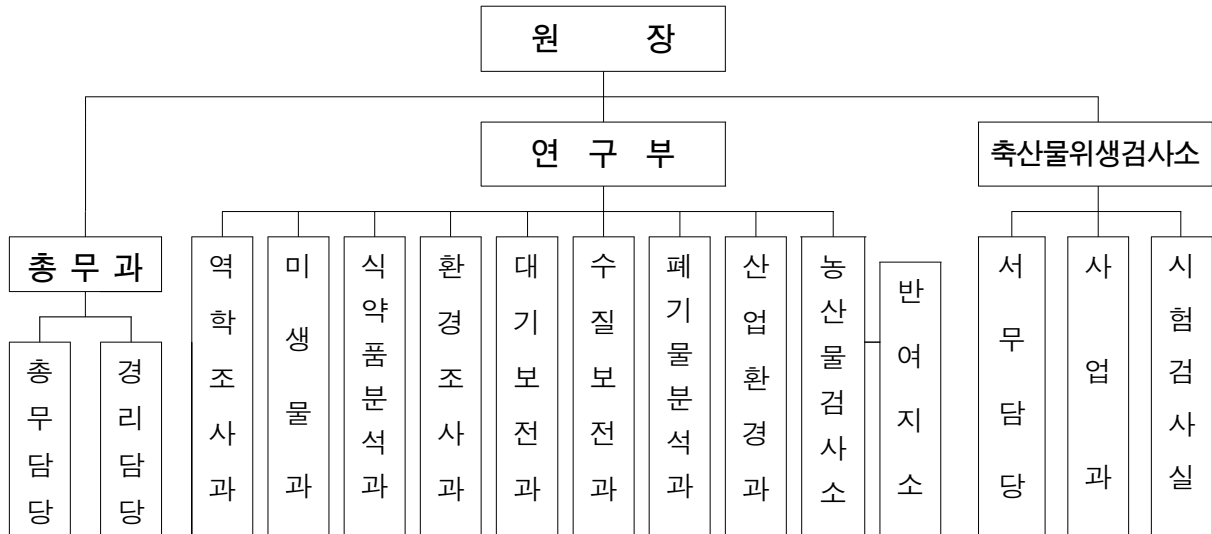 원 장
연 구 부
축산물위생검사소
총 무 과
총무담당
경리담당
역학조사과
미생물과
식약품분석과
환경조사과
대기보전과
수질보전과
폐기물분석과
산업환경과
농산물검사소
반여지소
서무담당
사업과
시험검사실